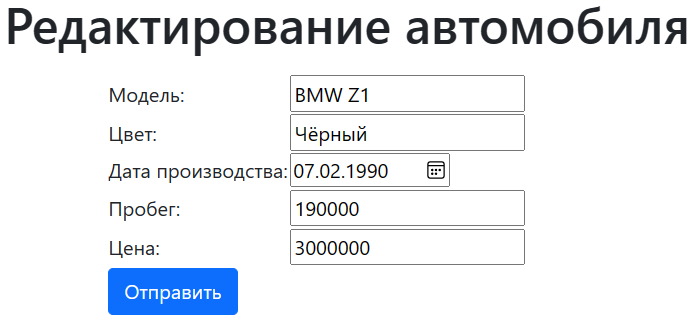 Редактирование автомобиля
Модель: BMW Z1
Цвет: Чёрный
Дата производства: 07.02.1990
Пробег: 190000
Цена: 3000000
Отправить